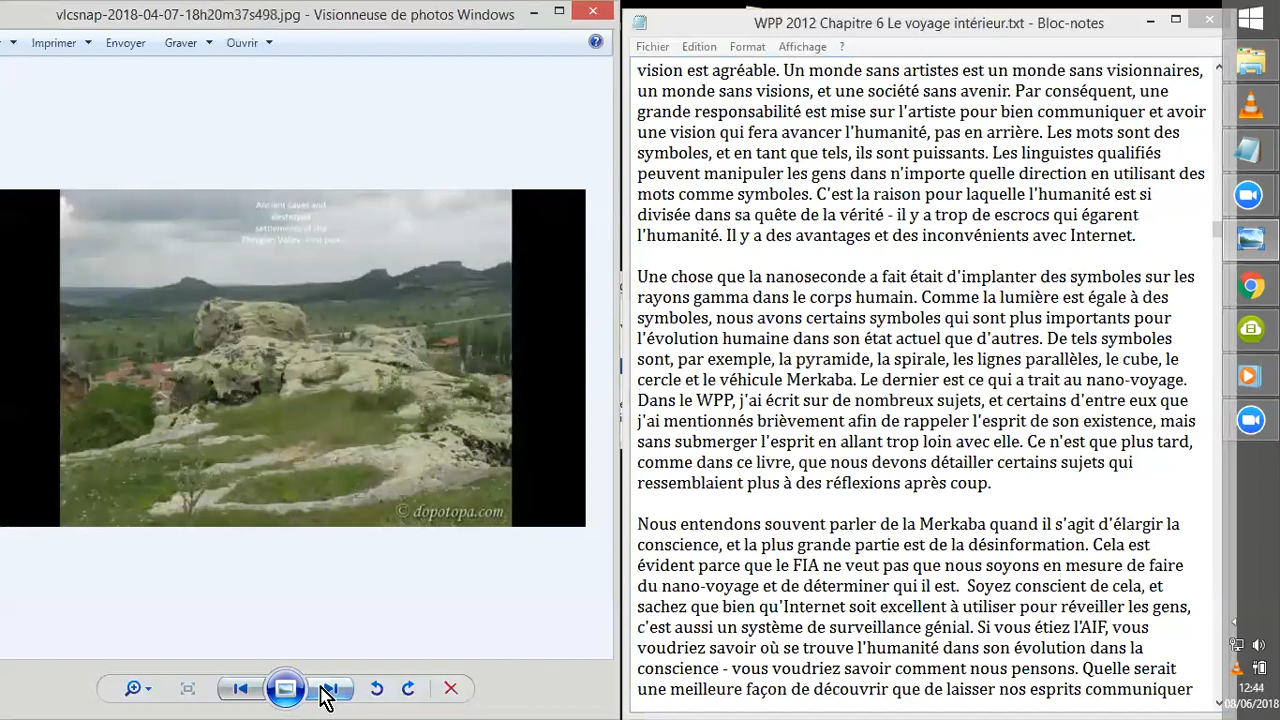 vlcsnap-2018-04-07-18h20m37s498.jpg - Visionneuse de photos Windows
Imprimer
Envoyer
Graver
Ouvrir
Ancient caves and
destroyed
settlements of the
Phrygian Valley. First part.
© dopotopa.com
WPP 2012 Chapitre 6 Le voyage intérieur.txt - Bloc-notes
Fichier Edition Format Affichage ?
vision est agréable. Un monde sans artistes est un monde sans visionnaires,
un monde sans visions, et une société sans avenir. Par conséquent, une
grande responsabilité est mise sur l'artiste pour bien communiquer et avoir
une vision qui fera avancer l'humanité, pas en arrière. Les mots sont des
symboles, et en tant que tels, ils sont puissants. Les linguistes qualifiés
peuvent manipuler les gens dans n'importe quelle direction en utilisant des
mots comme symboles. C'est la raison pour laquelle l'humanité est si
divisée dans sa quête de la vérité - il y a trop de escrocs qui égarent
l'humanité. Il y a des avantages et des inconvénients avec Internet.
Une chose que la nanoseconde a fait était d'implanter des symboles sur les
rayons gamma dans le corps humain. Comme la lumière est égale à des
symboles, nous avons certains symboles qui sont plus importants pour
l'évolution humaine dans son état actuel que d'autres. De tels symboles
sont, par exemple, la pyramide, la spirale, les lignes parallèles, le cube, le
cercle et le véhicule Merkaba. Le dernier est ce qui a trait au nano-voyage.
Dans le WPP, j'ai écrit sur de nombreux sujets, et certains d'entre eux que
j'ai mentionnés brièvement afin de rappeler l'esprit de son existence, mais
sans submerger l'esprit en allant trop loin avec elle. Ce n'est que plus tard,
comme dans ce livre, que nous devons détailler certains sujets qui
ressemblaient plus à des réflexions après coup.
Nous entendons souvent parler de la Merkaba quand il s'agit d'élargir la
conscience, et la plus grande partie est de la désinformation. Cela est
évident parce que le FIA ne veut pas que nous soyons en mesure de faire
du nano-voyage et de déterminer qui il est.  Soyez conscient de cela, et
sachez que bien qu'Internet soit excellent à utiliser pour réveiller les gens,
c'est aussi un système de surveillance génial. Si vous étiez l'AIF, vous
voudriez savoir où se trouve l'humanité dans son évolution dans la
conscience - vous voudriez savoir comment nous pensons. Quelle serait
une meilleure façon de découvrir que de laisser nos esprits communiquer
12:44
08/06/2018